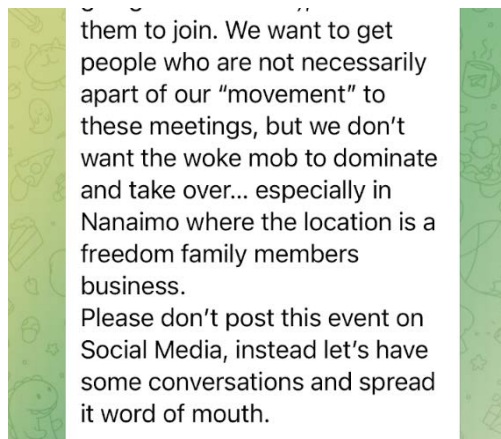 them to join. We want to get
people who are not necessarily
apart of our “movement” to
these meetings, but we don’t
want the woke mob to dominate
and take over... especially in
Nanaimo where the location is a
freedom family members
business.
Please don’t post this event on
Social Media, instead let’s have
some conversations and spread
it word of mouth.